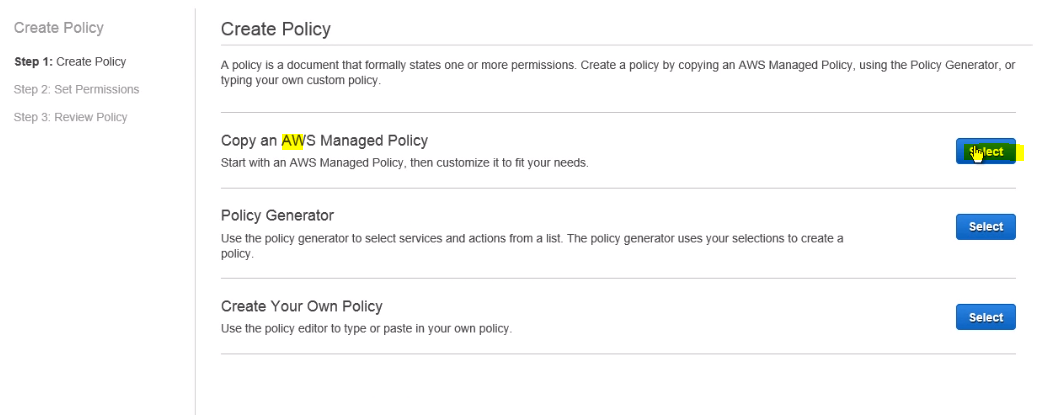 Create Policy
Step 1: Create Policy
Step 2: Set Permissions
Step 3: Review Policy
Create Policy
A policy is a document that formally states one or more permissions. Create a policy by copying an AWS Managed Policy, using the Policy Generator, or
typing your own custom policy.
Copy an AWS Managed Policy
Start with an AWS Managed Policy, then customize it to fit your needs.
Select
Policy Generator
Use the policy generator to select services and actions from a list. The policy generator uses your selections to create a
policy.
Select
Create Your Own Policy
Use the policy editor to type or paste in your own policy.
Select